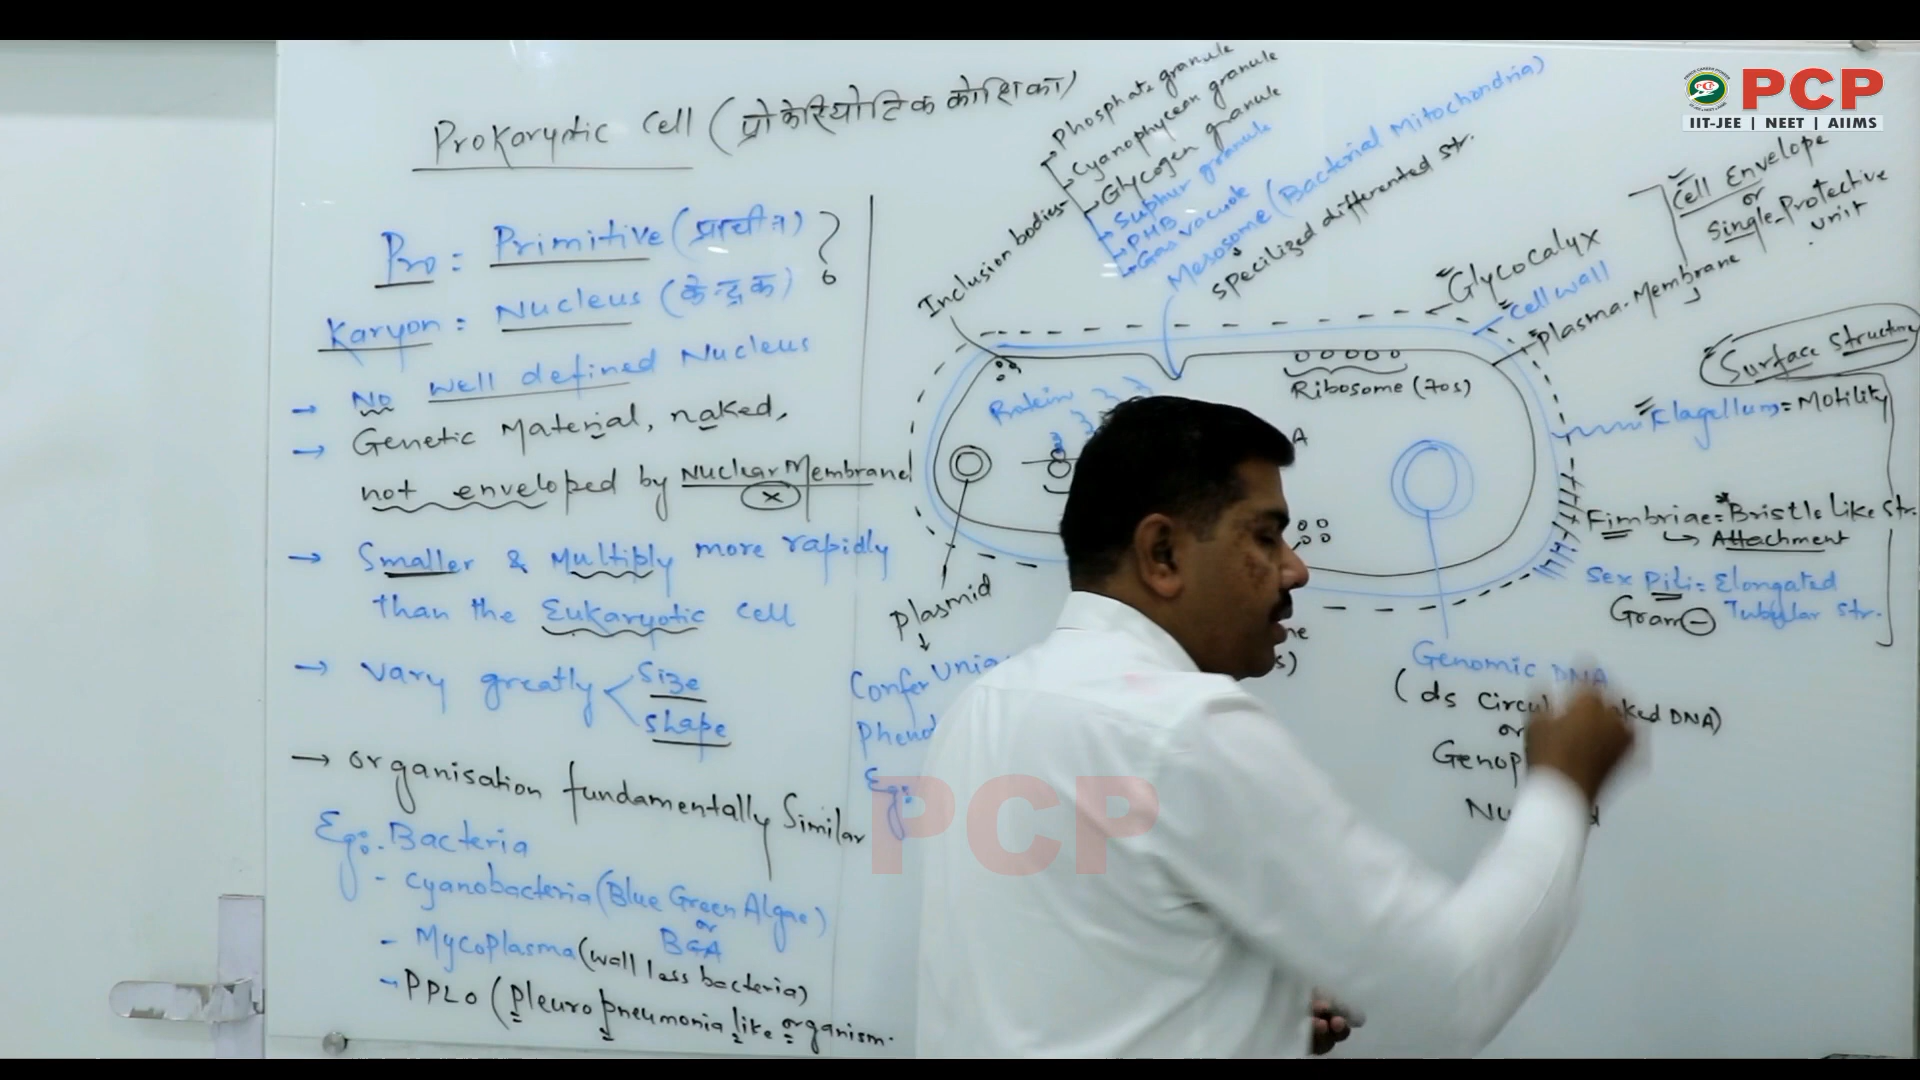 PCP
IIT-JEE | NEET | AIIMS
Prokaryotic Cell (प्रोकेरियोटिक कोशिका)
Pro = Primitive (प्राचीन)
Karyon = Nucleus (केन्द्रक)
→ No well defined Nucleus
→ Genetic Material, naked,
not enveloped by Nuclear Membrane
(x)
→ Smaller & Multiply more rapidly
than the Eukaryotic cell
→ Vary greatly
Size
shape
→ organisation fundamentally Similar
Eg:- Bacteria
- Cyanobacteria (Blue Green Algae)
or
BGA
- Mycoplasma (wall less bacteria)
- PPLO (Pleuro pneumonia like organism.
Inclusion bodies
Phosphate granule
Cyanophycean granule
Glycogen granule
Sulphur granule
PHB
Gas vacuole
Mesosome (Bacterial Mitochondria)
specilized differented str.
Glycocalyx
Cell wall
Plasma-Membrane
Cell Envelope
or
Single-Protective
unit
Surface Structure
Flagellum = Motility
Fimbriae = Bristle like str.
↳ Attachment
Sex Pili = Elongated
Tubular str.
Gram -
Ribosome (70s)
Protein
Plasmid
↓
Confer
Eg:
Genomic DNA
(ds DNA)
or
PCP